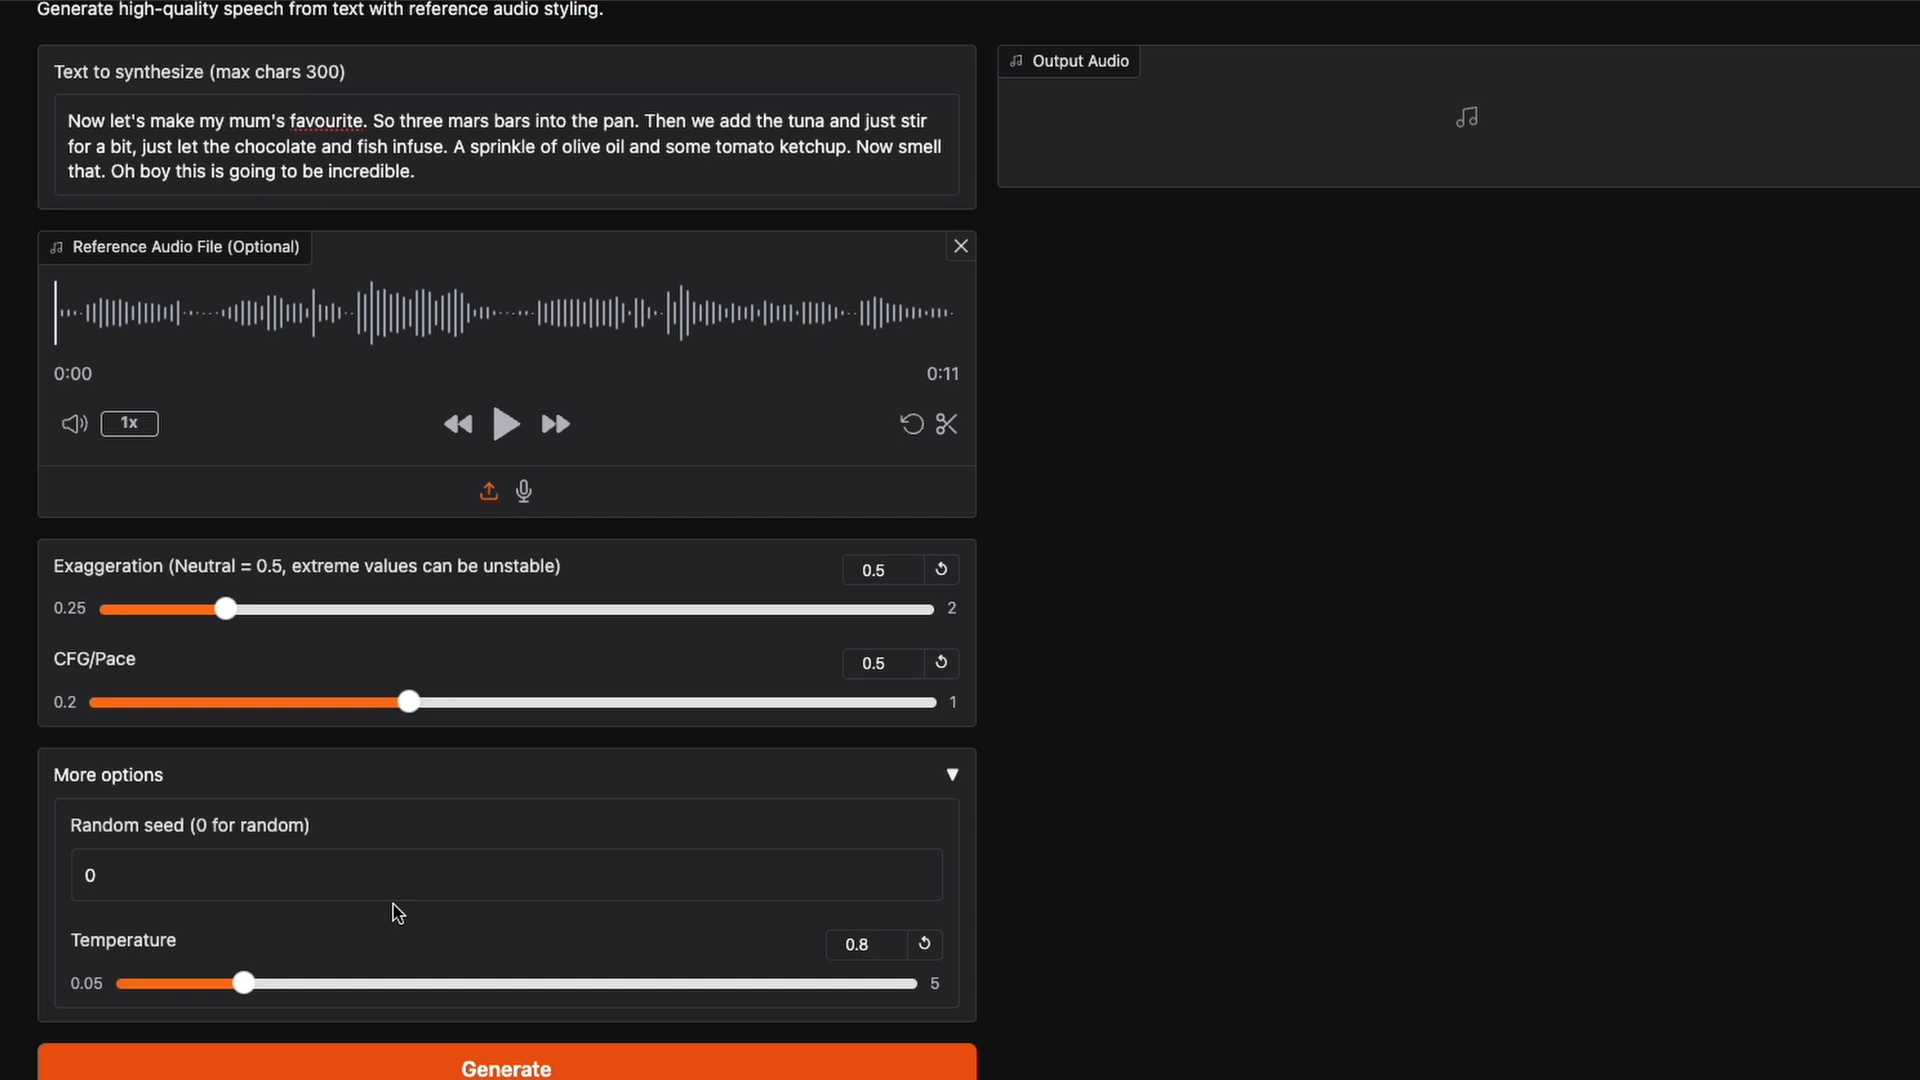 Generate high-quality speech from text with reference audio styling.
Text to synthesize (max chars 300)
Now let's make my mum's favourite. So three mars bars into the pan. Then we add the tuna and just stir
for a bit, just let the chocolate and fish infuse. A sprinkle of olive oil and some tomato ketchup. Now smell
that. Oh boy this is going to be incredible.
Output Audio
Reference Audio File (Optional)
0:00
0:11
1x
Exaggeration (Neutral = 0.5, extreme values can be unstable)
0.5
0.25
2
CFG/Pace
0.5
0.2
1
More options
Random seed (0 for random)
0
Temperature
0.8
0.05
5
Generate